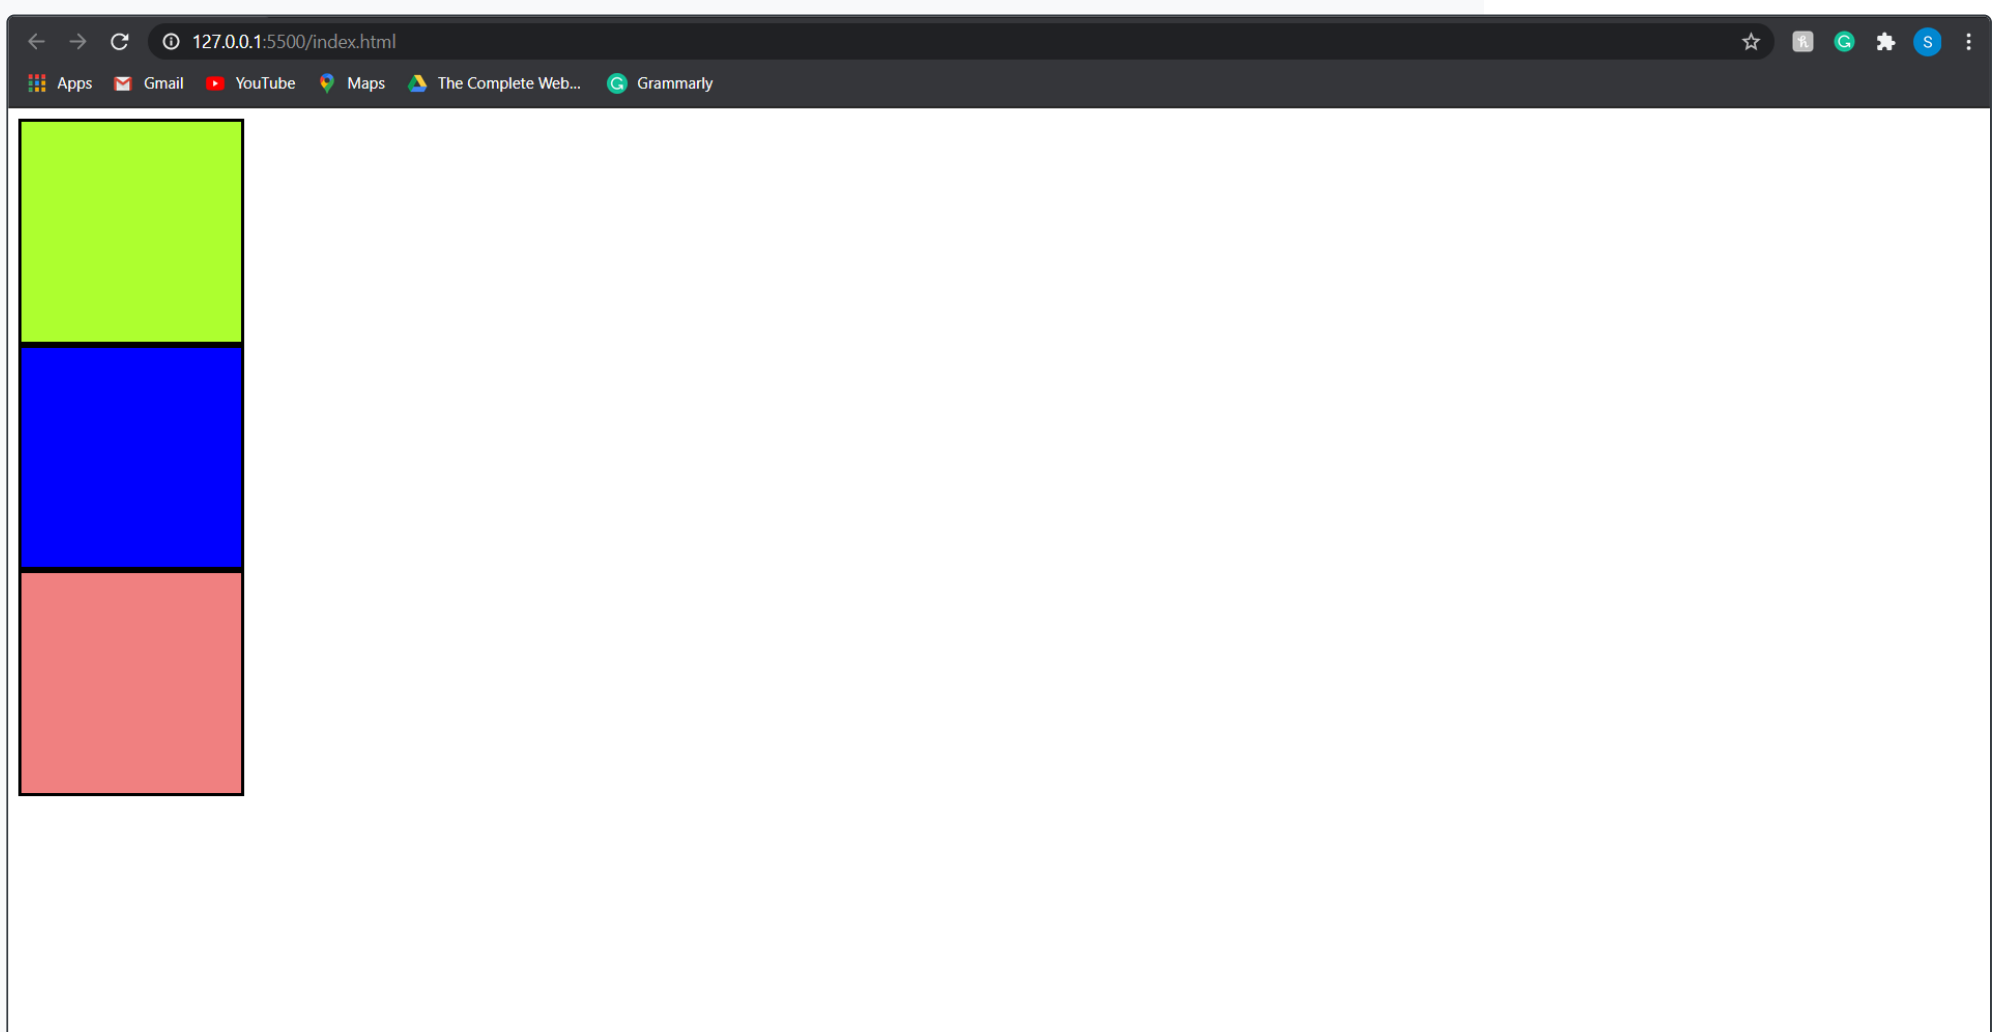 127.0.0.1:5500/index.html
S
Apps Gmail YouTube Maps The Complete Web... Grammarly